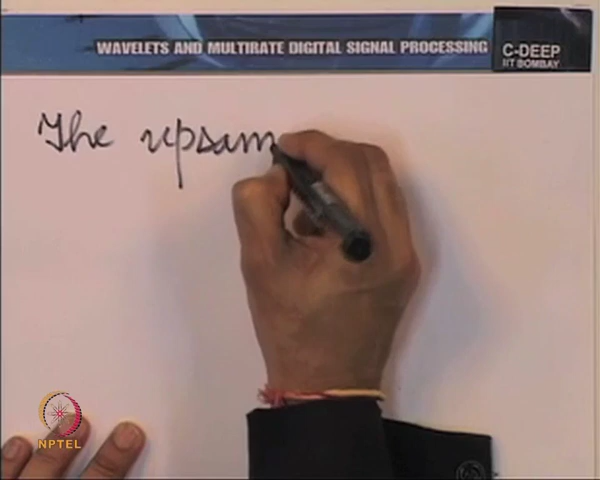 WAVELETS AND MULTIRATE DIGITAL SIGNAL PROCESSING
C-DEEP
IIT BOMBAY
The upsam
NPTEL